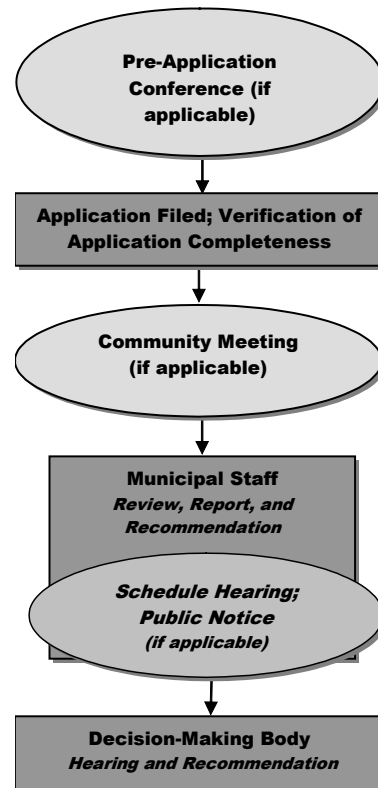 Pre-Application
Conference (if
applicable)
Application Filed; Verification of
Application Completeness
Community Meeting
(if applicable)
Municipal Staff
Review, Report, and
Recommendation
Schedule Hearing;
Public Notice
(if applicable)
Decision-Making Body
Hearing and Recommendation